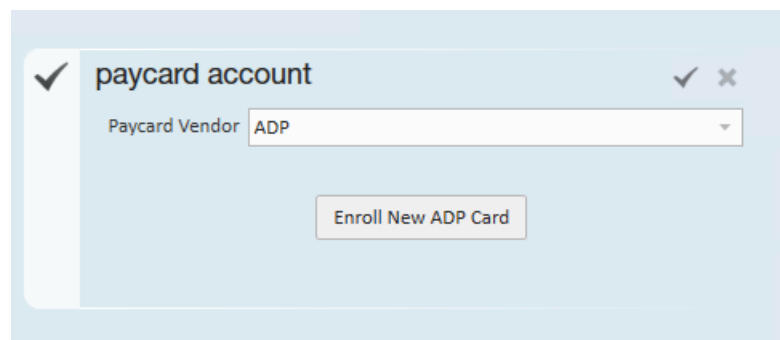 paycard account
Paycard Vendor ADP
Enroll New ADP Card